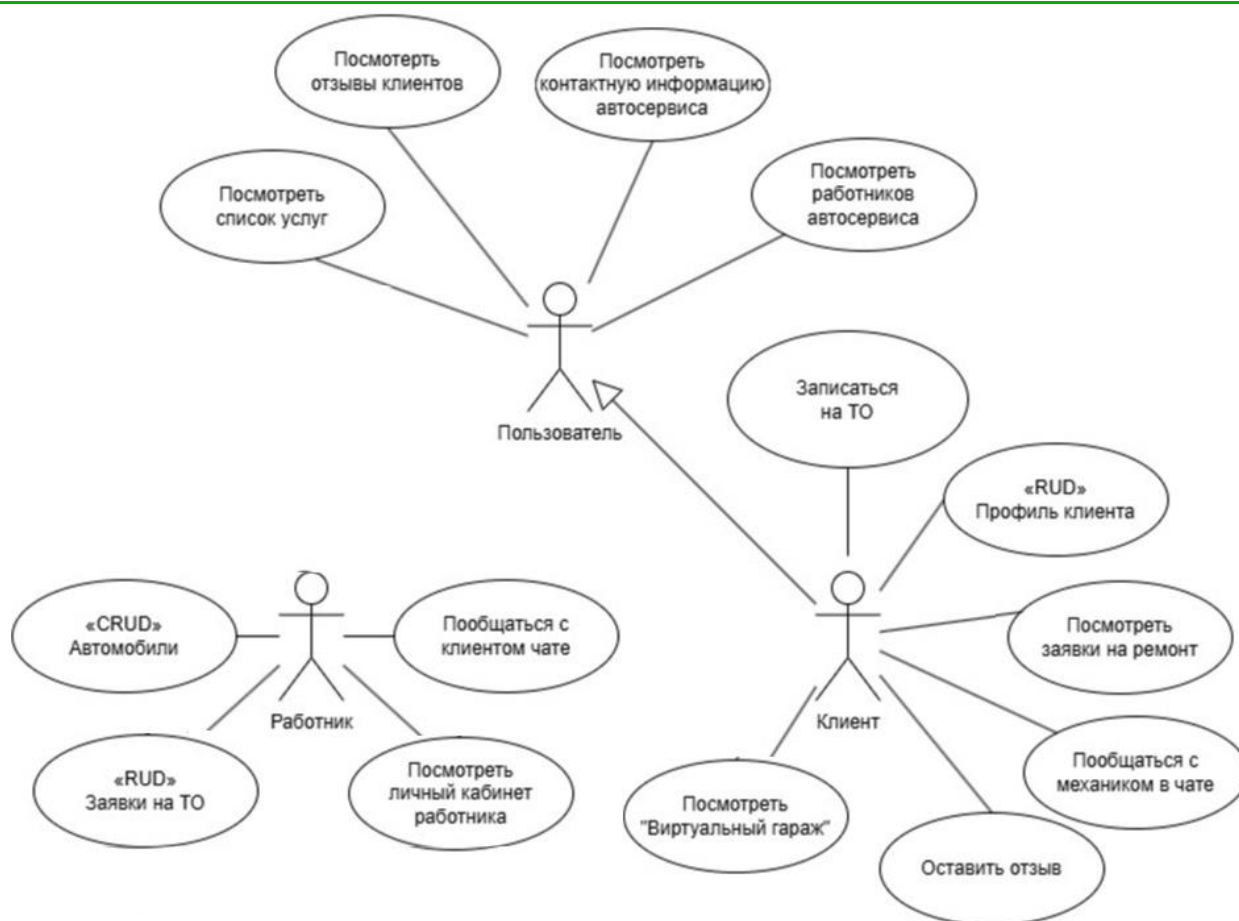 Посмотерть
отзывы клиентов
Посмотреть
контактную информацию
автосервиса
Посмотреть
список услуг
Посмотреть
работников
автосервиса
Пользователь
Записаться
на ТО
«RUD»
Профиль клиента
«CRUD»
Автомобили
Пообщаться с
клиентом чате
Посмотреть
заявки на ремонт
Работник
Клиент
«RUD»
Заявки на ТО
Посмотреть
личный кабинет
работника
Посмотреть
"Виртуальный гараж"
Пообщаться с
механиком в чате
Оставить отзыв